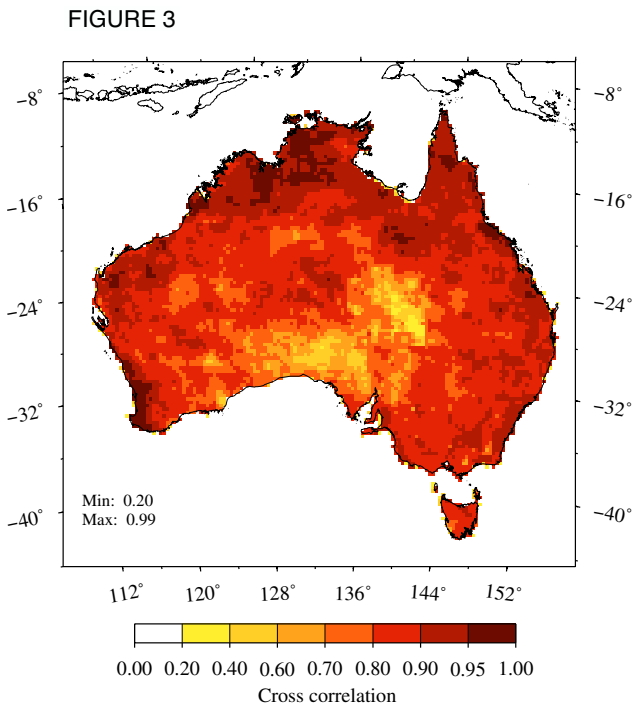 FIGURE 3
−8° −8°
−16° −16°
−24° −24°
−32° −32°
Min: 0.20
Max: 0.99
−40° −40°
112° 120° 128° 136° 144° 152°
0.00 0.20 0.40 0.60 0.70 0.80 0.90 0.95 1.00
Cross correlation